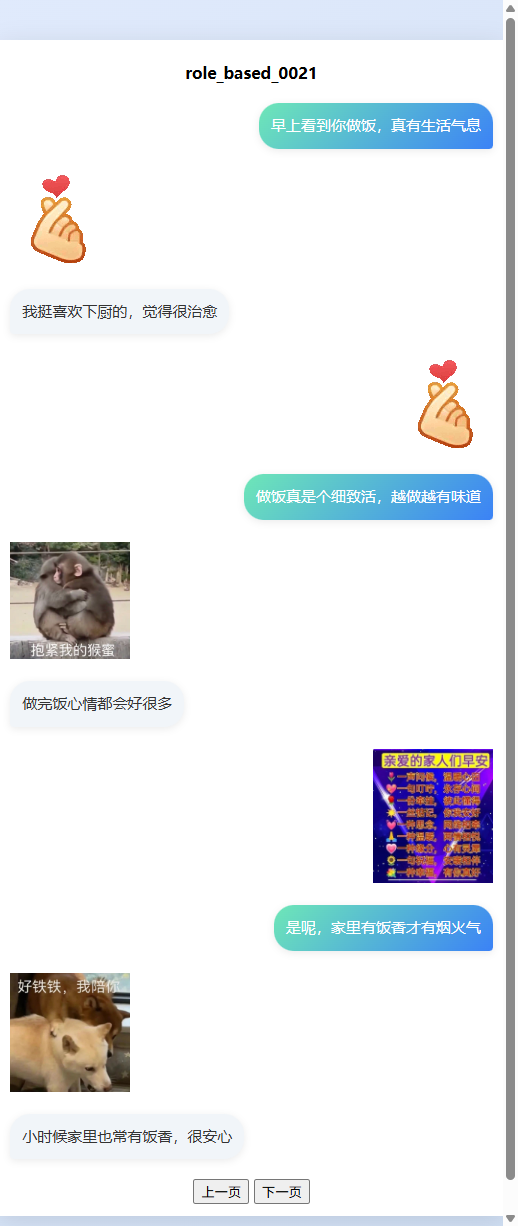 role_based_0021
早上看到你做饭，真有生活气息
我挺喜欢下厨的，觉得很治愈
做饭真是个细致活，越做越有味道
抱紧我的猴蜜
做完饭心情都会好很多
亲爱的家人们早安
是呢，家里有饭香才有烟火气
好铁铁，我陪你
小时候家里也常有饭香，很安心
上一页
下一页